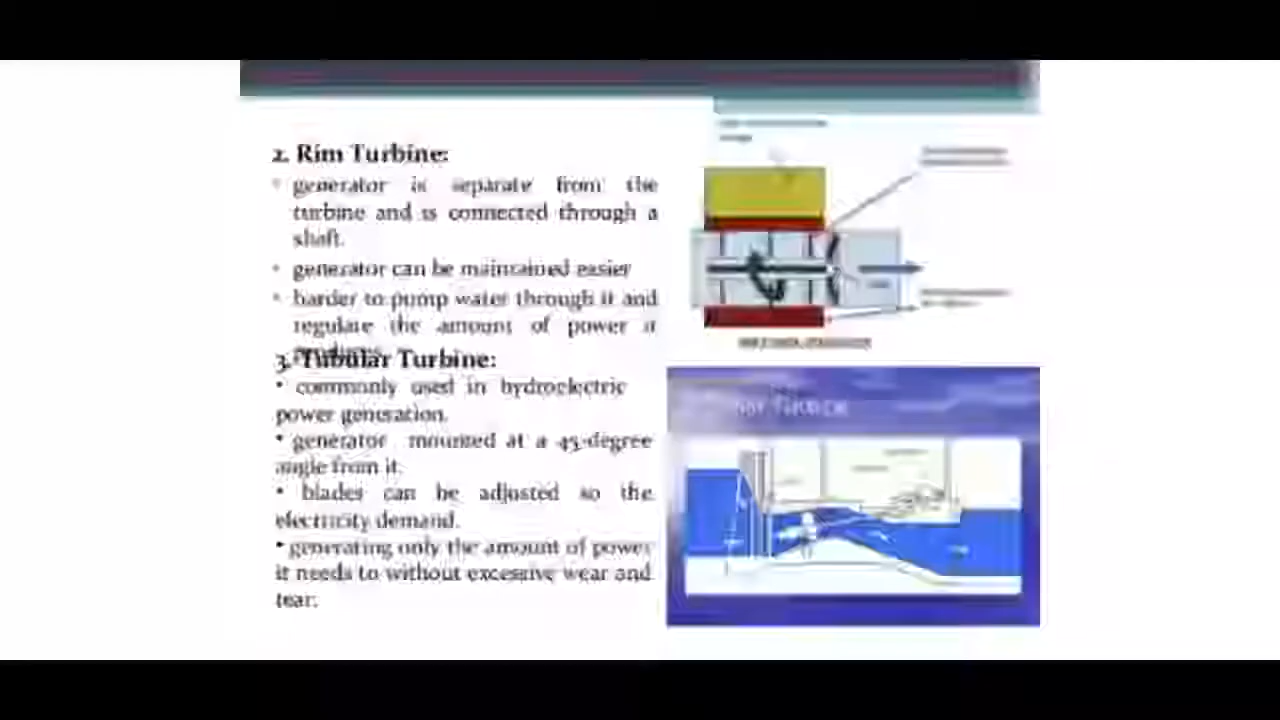 2. Rim Turbine:
• generator is separate from the
turbine and is connected through a
shaft.
• generator can be maintained easier
• harder to pump water through it and
regulate the amount of power it
3. Tubular Turbine:
• commonly used in hydroelectric
power generation.
• generator mounted at a 45-degree
angle from it.
• blades can be adjusted so the
electricity demand.
• generating only the amount of power
it needs to without excessive wear and
tear.